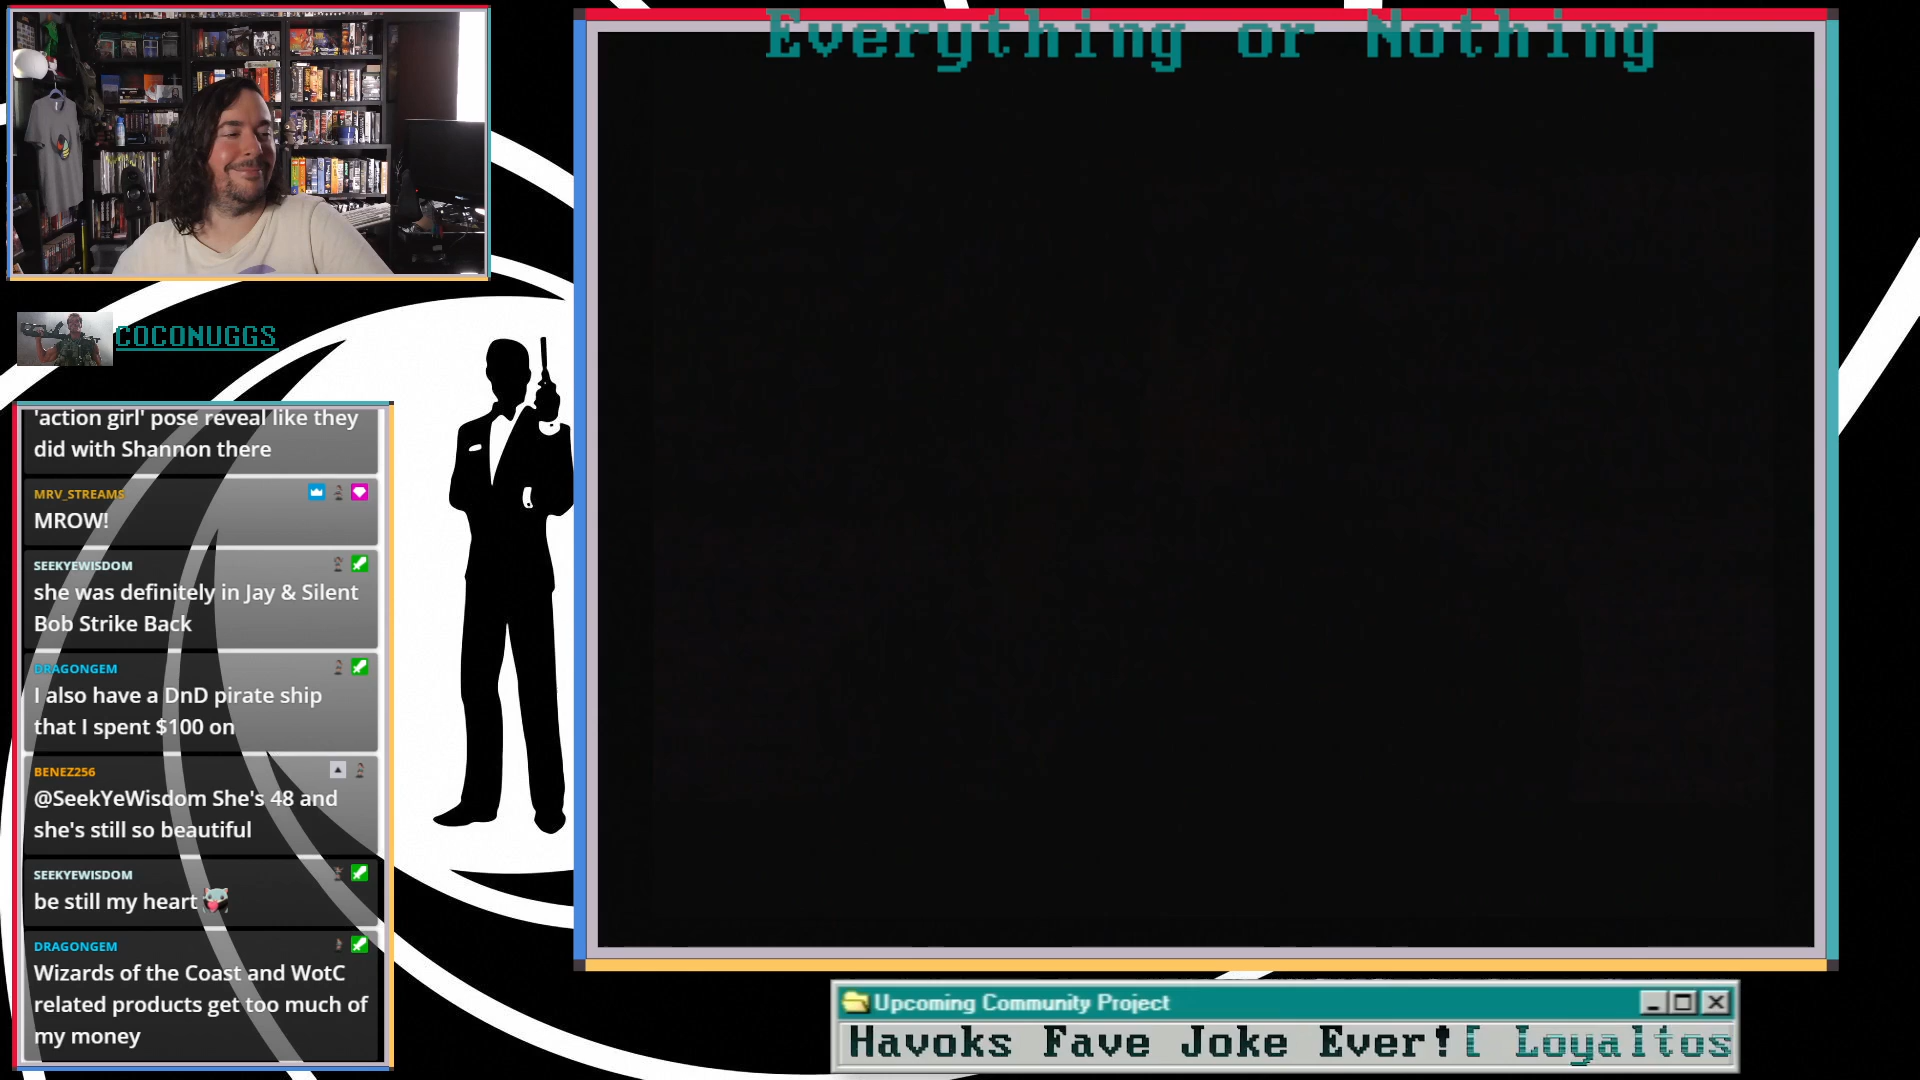 Everything or Nothing
COCONUGGS
'action girl' pose reveal like they
did with Shannon there
MRV_STREAMS
MROW!
SEEKYEWISDOM
she was definitely in Jay & Silent
Bob Strike Back
DRAGONGEM
I also have a DnD pirate ship
that I spent $100 on
BENEZ256
@SeekYeWisdom She's 48 and
she's still so beautiful
SEEKYEWISDOM
be still my heart
DRAGONGEM
Wizards of the Coast and WotC
related products get too much of
my money
Upcoming Community Project
Havoks Fave Joke Ever![ Loyaltos